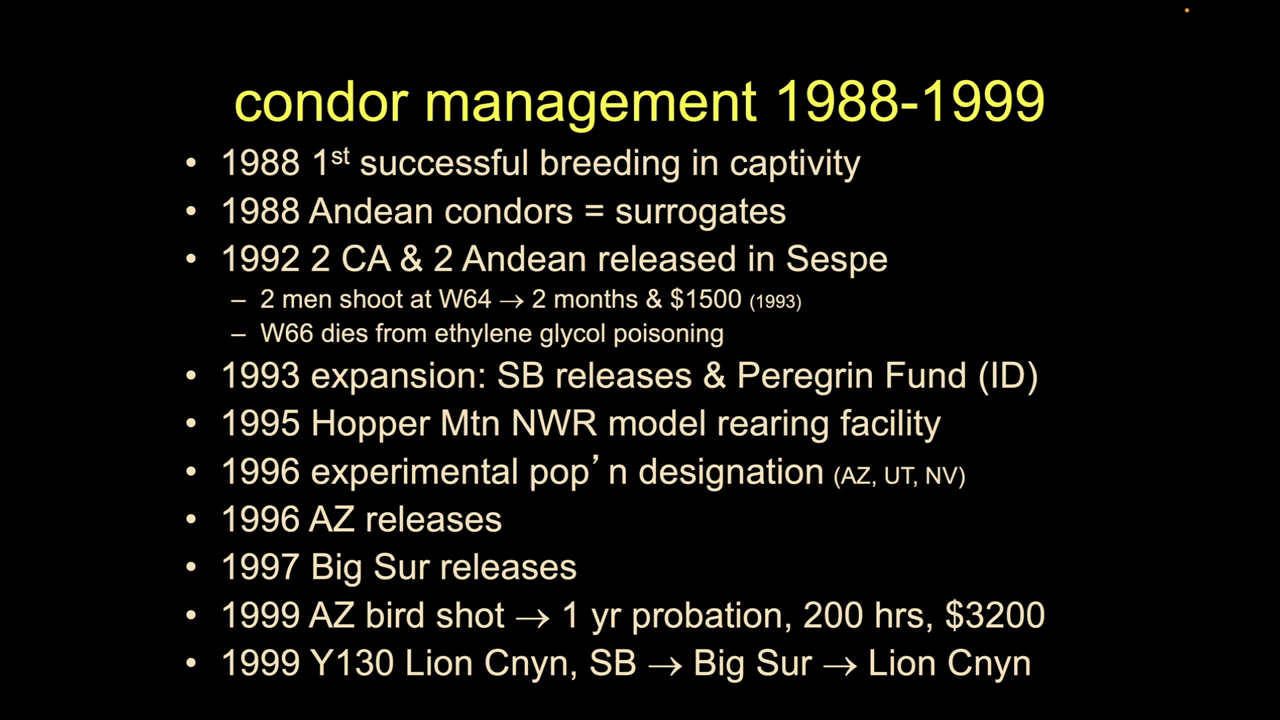 condor management 1988-1999
• 1988 1st successful breeding in captivity
• 1988 Andean condors = surrogates
• 1992 2 CA & 2 Andean released in Sespe
– 2 men shoot at W64 → 2 months & $1500 (1993)
– W66 dies from ethylene glycol poisoning
• 1993 expansion: SB releases & Peregrin Fund (ID)
• 1995 Hopper Mtn NWR model rearing facility
• 1996 experimental pop’n designation (AZ, UT, NV)
• 1996 AZ releases
• 1997 Big Sur releases
• 1999 AZ bird shot → 1 yr probation, 200 hrs, $3200
• 1999 Y130 Lion Cnyn, SB → Big Sur → Lion Cnyn